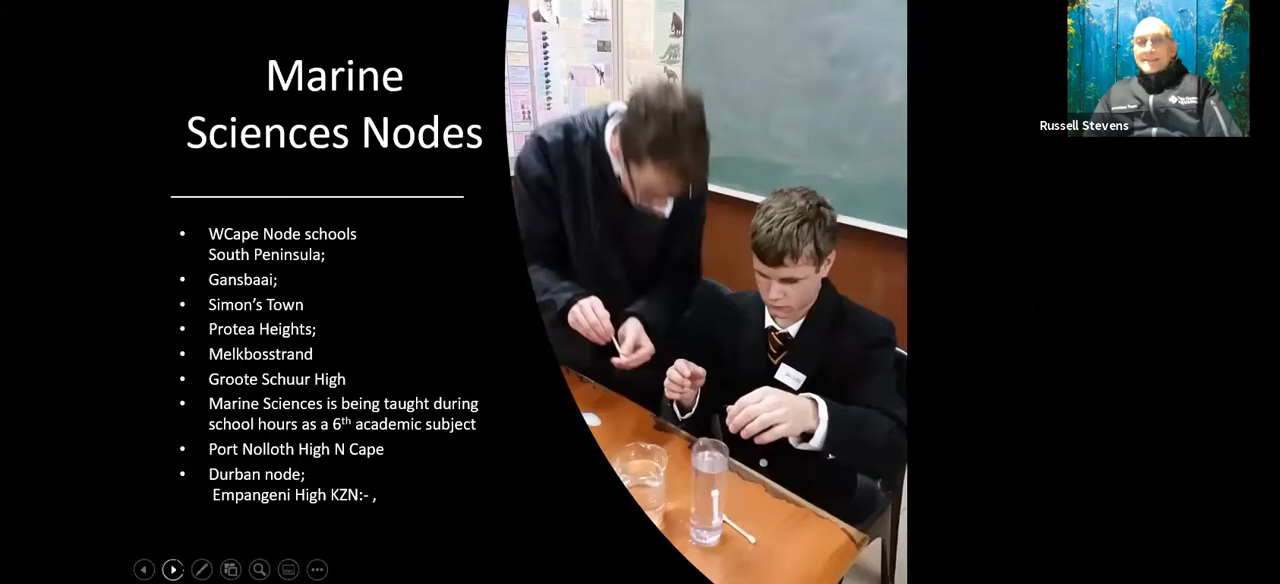 Marine
Sciences Nodes
• WCape Node schools
South Peninsula;
• Gansbaai;
• Simon's Town
• Protea Heights;
• Melkbosstrand
• Groote Schuur High
• Marine Sciences is being taught during
school hours as a 6th academic subject
• Port Nolloth High N Cape
• Durban node;
Empangeni High KZN:- ,
Russell Stevens